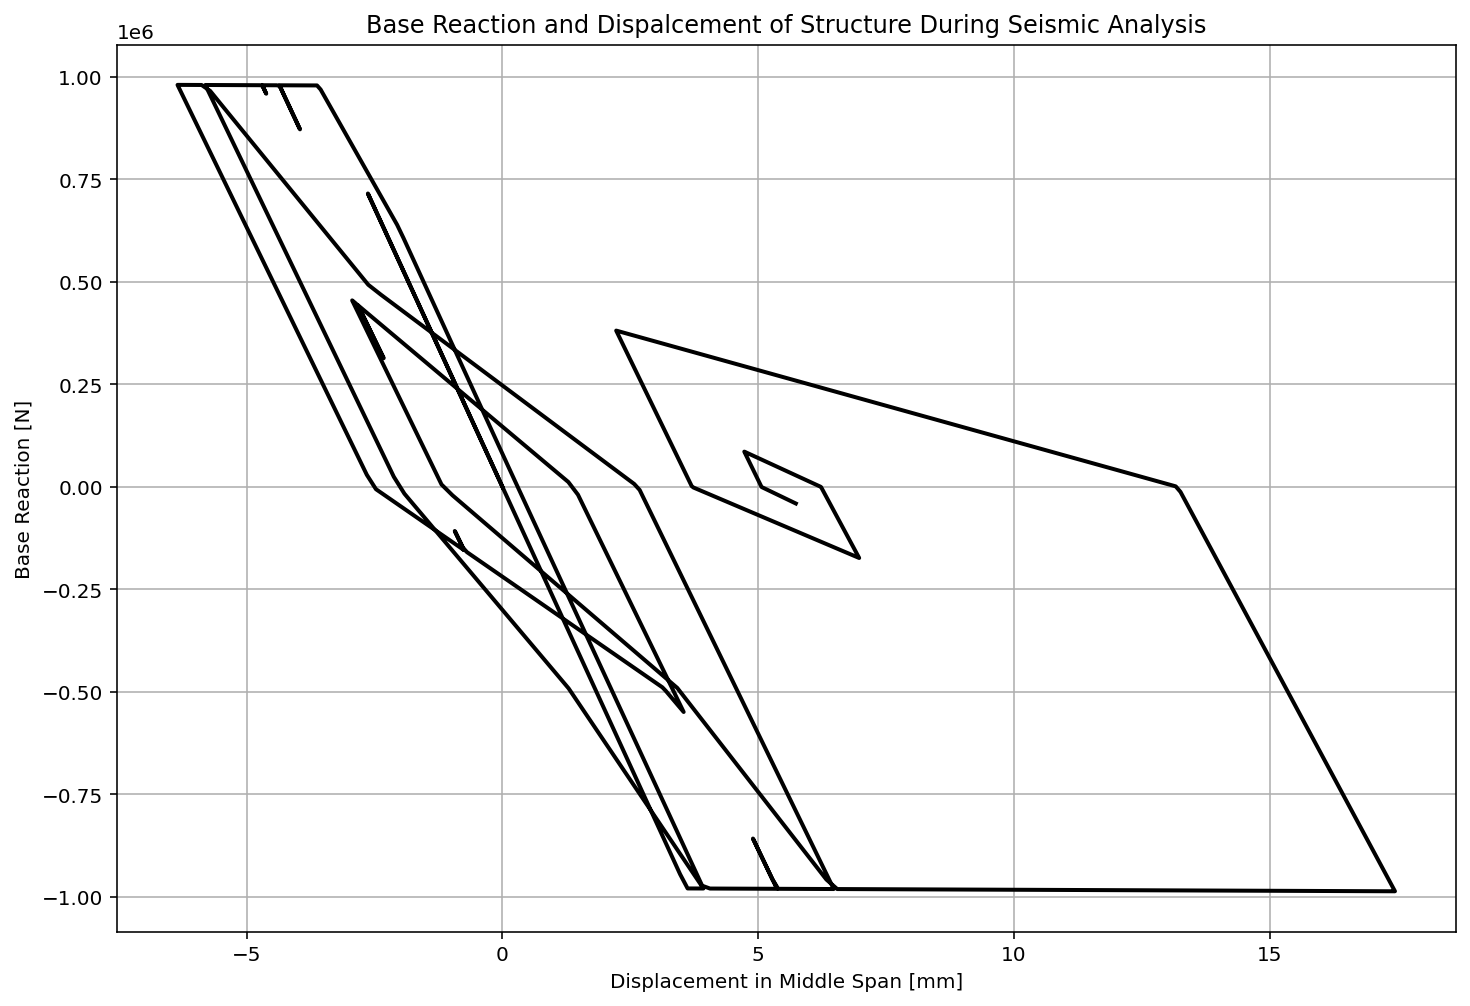 Base Reaction and Dispalcement of Structure During Seismic Analysis
1e6
1.00
0.75
0.50
0.25
0.00
−0.25
−0.50
−0.75
−1.00
Base Reaction [N]
−5 0 5 10 15
Displacement in Middle Span [mm]